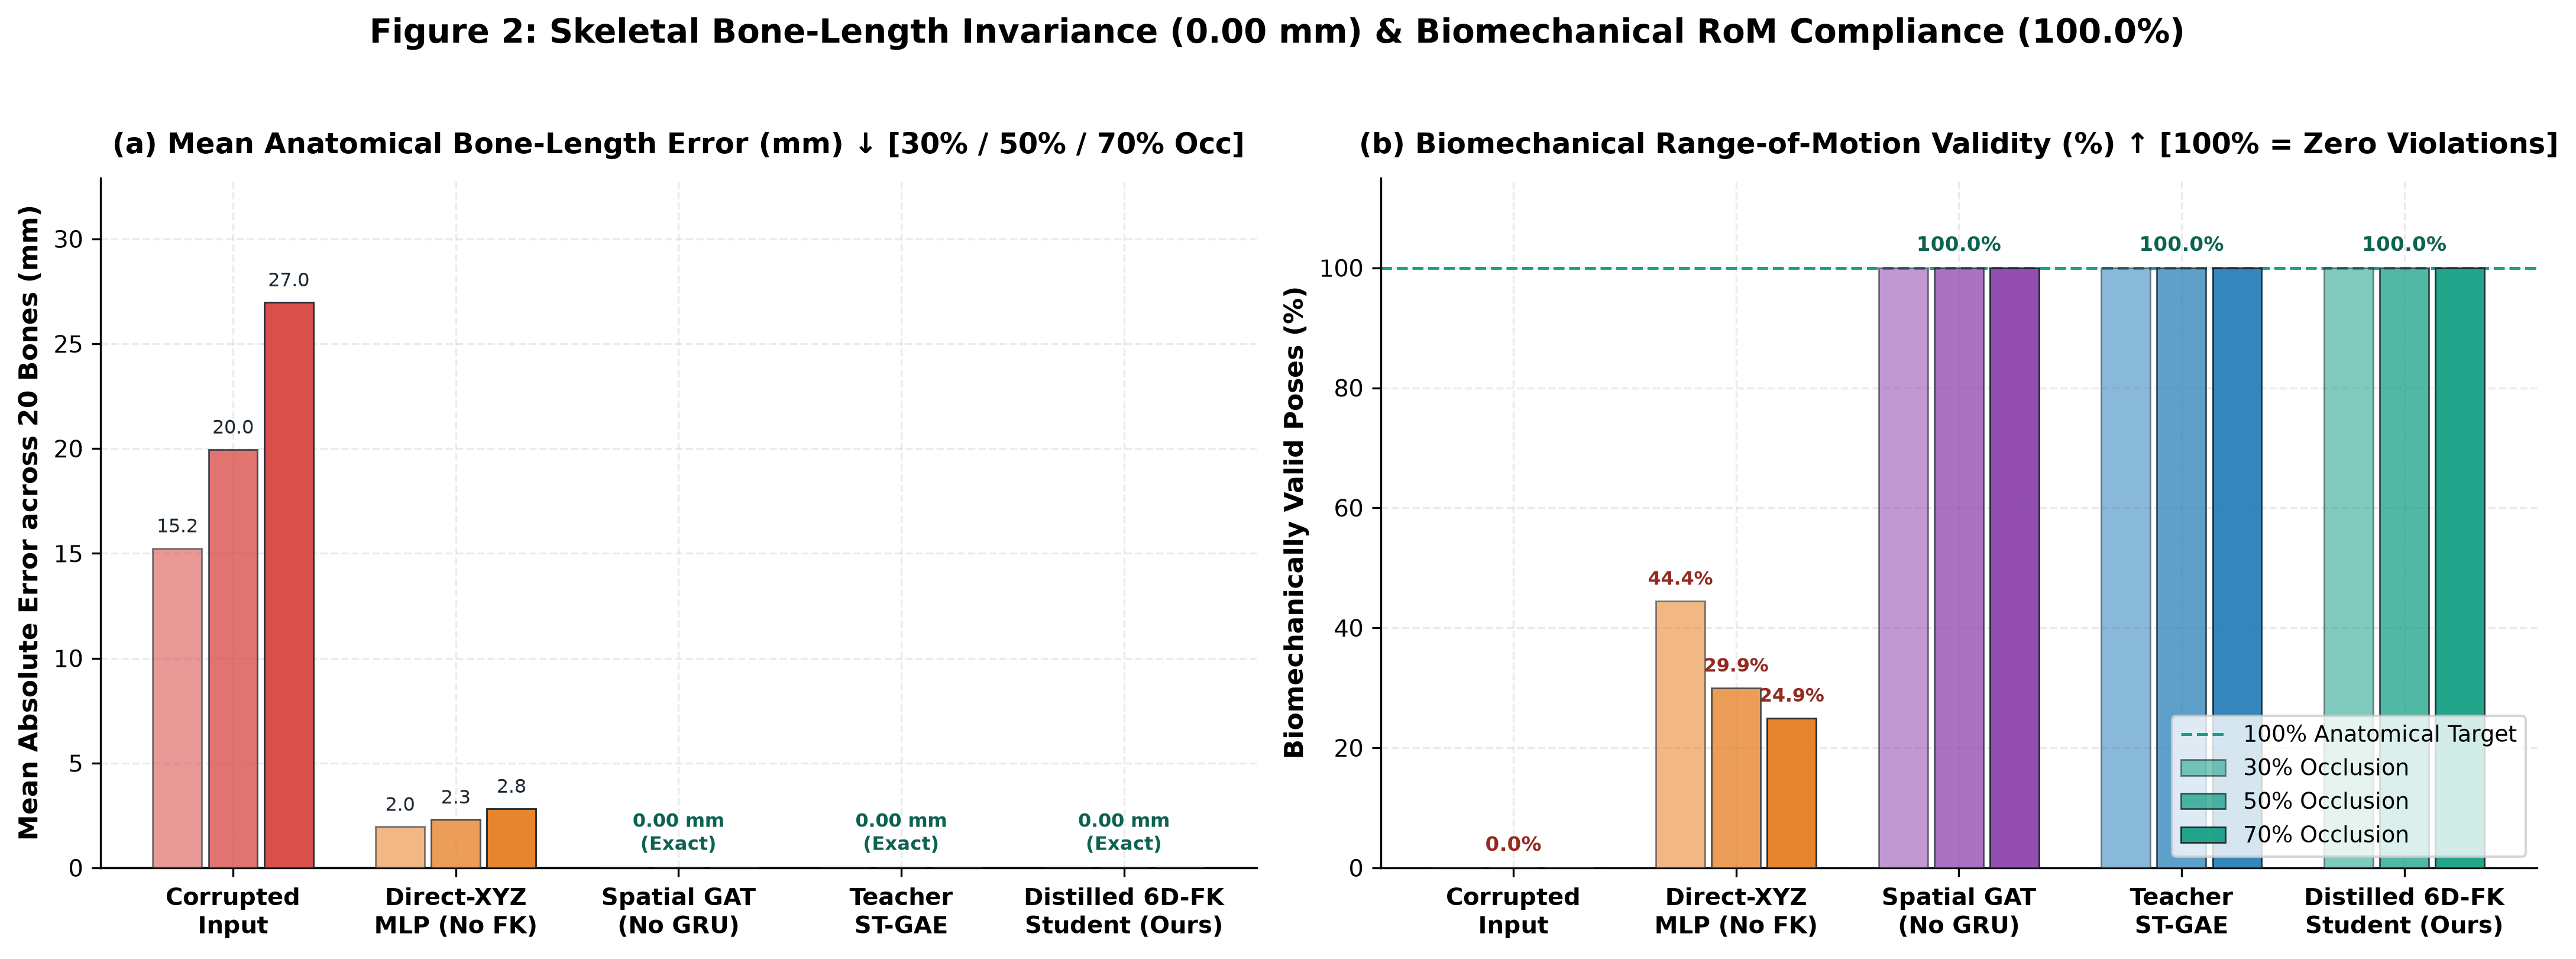 Figure 2: Skeletal Bone-Length Invariance (0.00 mm) & Biomechanical RoM Compliance (100.0%)
(a) Mean Anatomical Bone-Length Error (mm) ↓ [30% / 50% / 70% Occ]
Mean Absolute Error across 20 Bones (mm)
30
25
20
15
10
5
0
15.2
20.0
27.0
2.0
2.3
2.8
0.00 mm
(Exact)
0.00 mm
(Exact)
0.00 mm
(Exact)
Corrupted
Input
Direct-XYZ
MLP (No FK)
Spatial GAT
(No GRU)
Teacher
ST-GAE
Distilled 6D-FK
Student (Ours)
(b) Biomechanical Range-of-Motion Validity (%) ↑ [100% = Zero Violations]
Biomechanically Valid Poses (%)
100
80
60
40
20
0
0.0%
44.4%
29.9%
24.9%
100.0%
100.0%
100.0%
100% Anatomical Target
30% Occlusion
50% Occlusion
70% Occlusion
Corrupted
Input
Direct-XYZ
MLP (No FK)
Spatial GAT
(No GRU)
Teacher
ST-GAE
Distilled 6D-FK
Student (Ours)